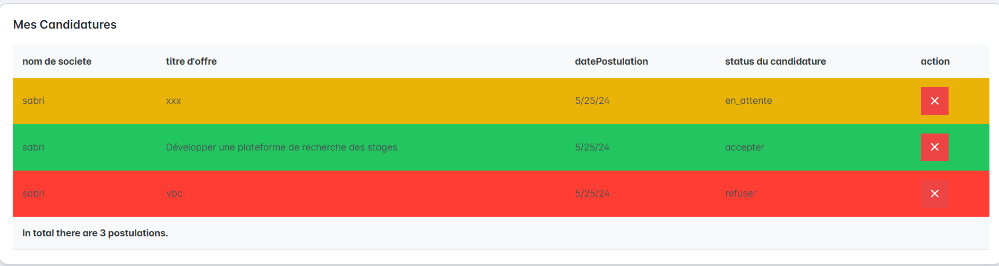 Mes Candidatures
nom de societe titre d'offre datePostulation status du candidature action
sabri xxx 5/25/24 en_attente
sabri Développer une plateforme de recherche des stages 5/25/24 accepter
sabri vbc 5/25/24 refuser
In total there are 3 postulations.